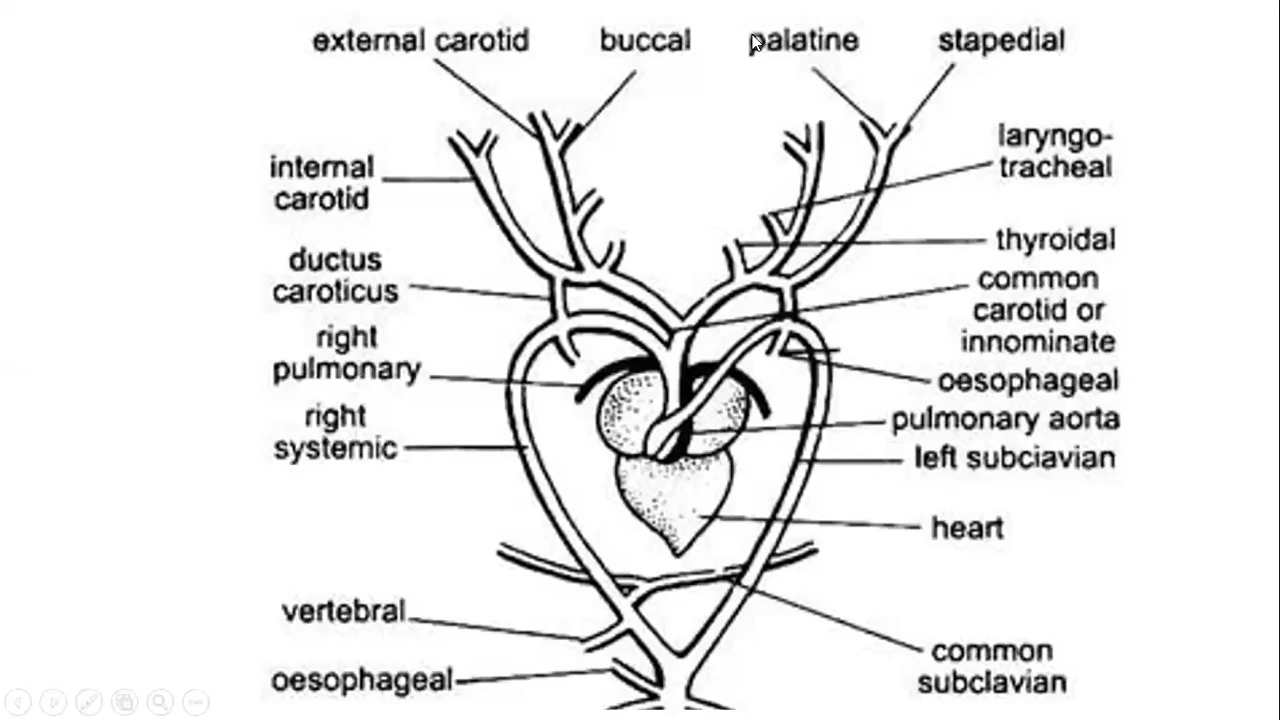 external carotid
buccal
palatine
stapedial
internal
carotid
ductus
caroticus
right
pulmonary
right
systemic
vertebral
oesophageal
laryngo-
tracheal
thyroidal
common
carotid or
innominate
oesophageal
pulmonary aorta
left subciavian
heart
common
subclavian